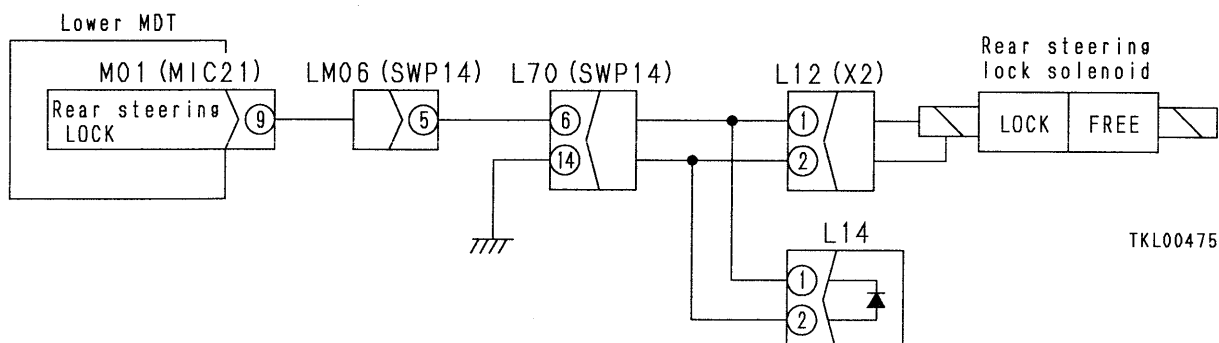 Lower MDT
M01 (MIC21)
LM06 (SWP14)
L70 (SWP14)
L12 (X2)
Rear steering
lock solenoid
Rear steering
LOCK
9
5
6
14
1
2
LOCK
FREE
L14
1
2
TKL00475